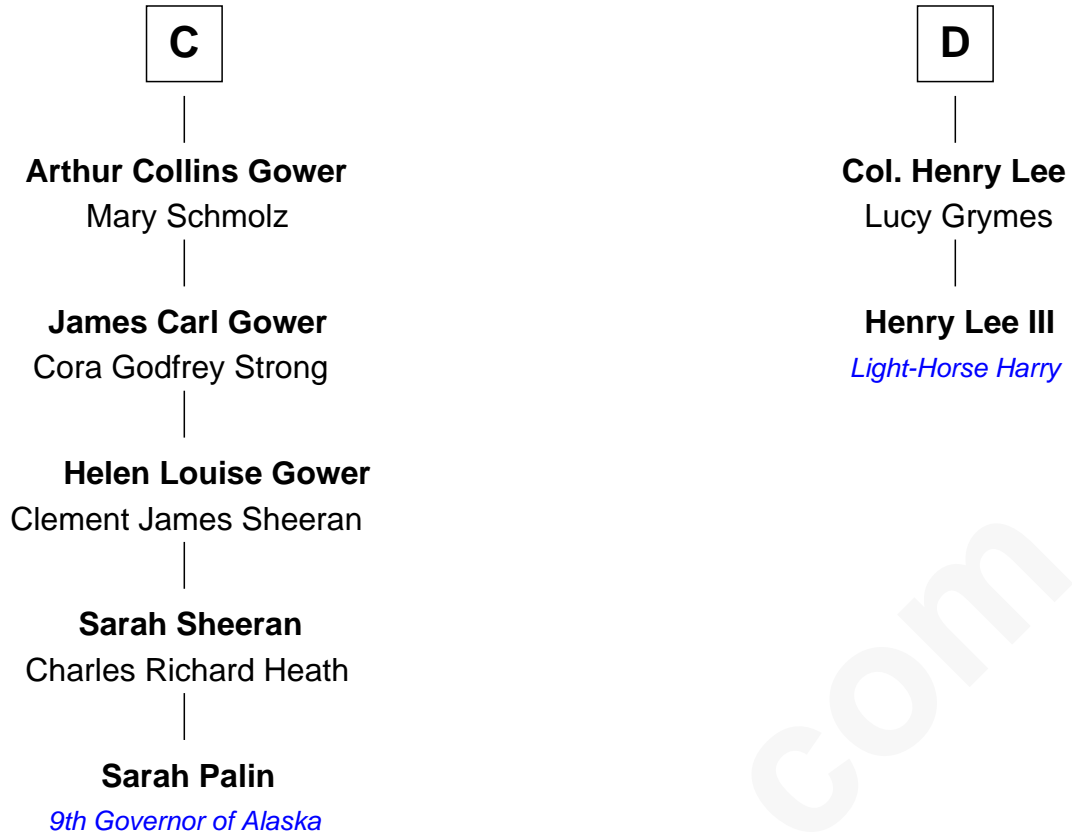 C
Arthur Collins Gower
Mary Schmolz
James Carl Gower
Cora Godfrey Strong
Helen Louise Gower
Clement James Sheeran
Sarah Sheeran
Charles Richard Heath
Sarah Palin
9th Governor of Alaska
D
Col. Henry Lee
Lucy Grymes
Henry Lee III
Light-Horse Harry
com